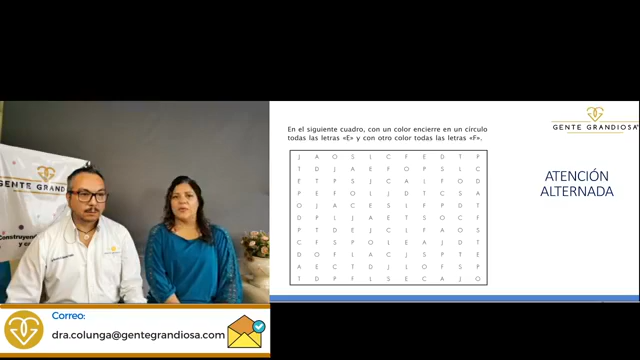 GENTE GRANDIOSA
Construyendo
Correo:
dra.colunga@gentegrandiosa.com
En el siguiente cuadro, con un color encierre en un círculo
todas las letras «E» y con otro color todas las letras «F».
J A O S L C F E D T P
T D J A E F O P S L C
E T P S J C A L F O D
P E F O L J D T C S A
O J A C E S L F P D T
D P L J A E T S O C F
P T D E J C L F A O S
C F S P O L E A J D T
D O F L A C J S P T E
A E C T D J L O F S P
T D P F L S E C A J O
GENTE GRANDIOSA
ATENCIÓN
ALTERNADA